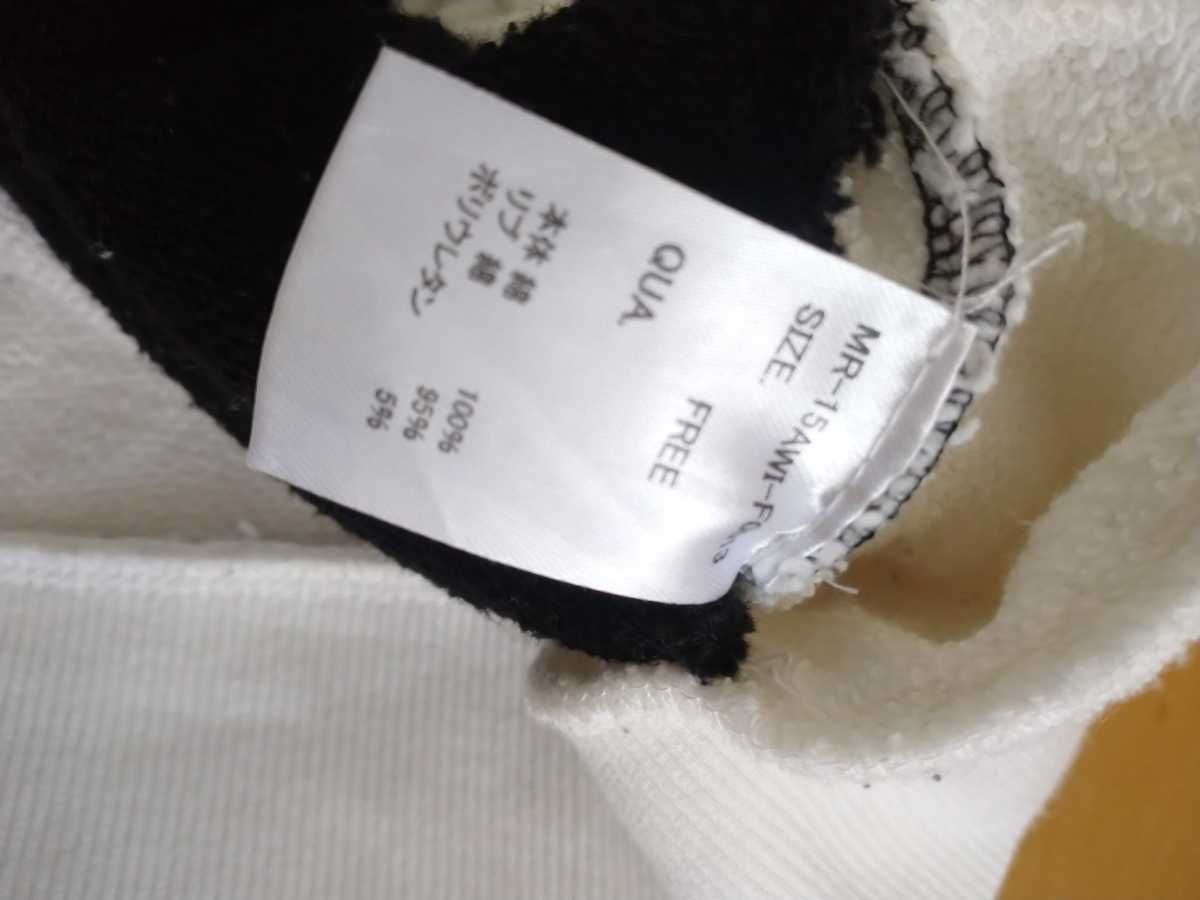 MR-15AWI-F
SIZE. FREE
QUA.
本体 綿 100%
リブ 綿 95%
ポリウレタン 5%